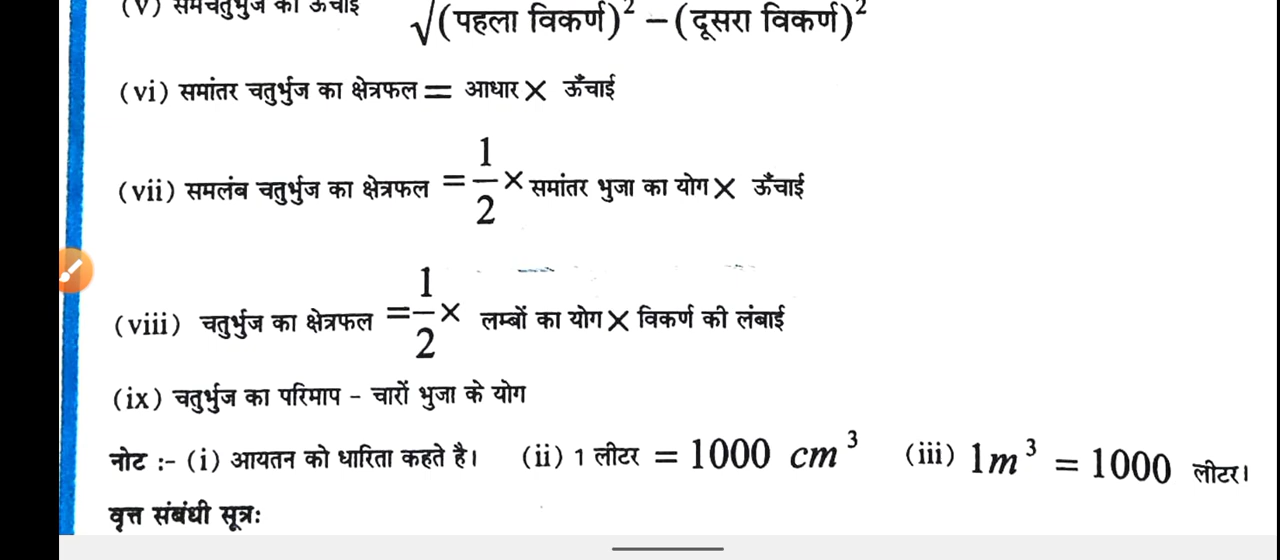 (v) समचतुर्भुज की ऊँचाई √(पहला विकर्ण)² − (दूसरा विकर्ण)²
(vi) समांतर चतुर्भुज का क्षेत्रफल = आधार × ऊँचाई
(vii) समलंब चतुर्भुज का क्षेत्रफल = 1/2 × समांतर भुजा का योग × ऊँचाई
(viii) चतुर्भुज का क्षेत्रफल = 1/2 × लम्बों का योग × विकर्ण की लंबाई
(ix) चतुर्भुज का परिमाप - चारों भुजा के योग
नोट :- (i) आयतन को धारिता कहते है। (ii) 1 लीटर = 1000 cm³ (iii) 1m³ = 1000 लीटर।
वृत्त संबंधी सूत्र: